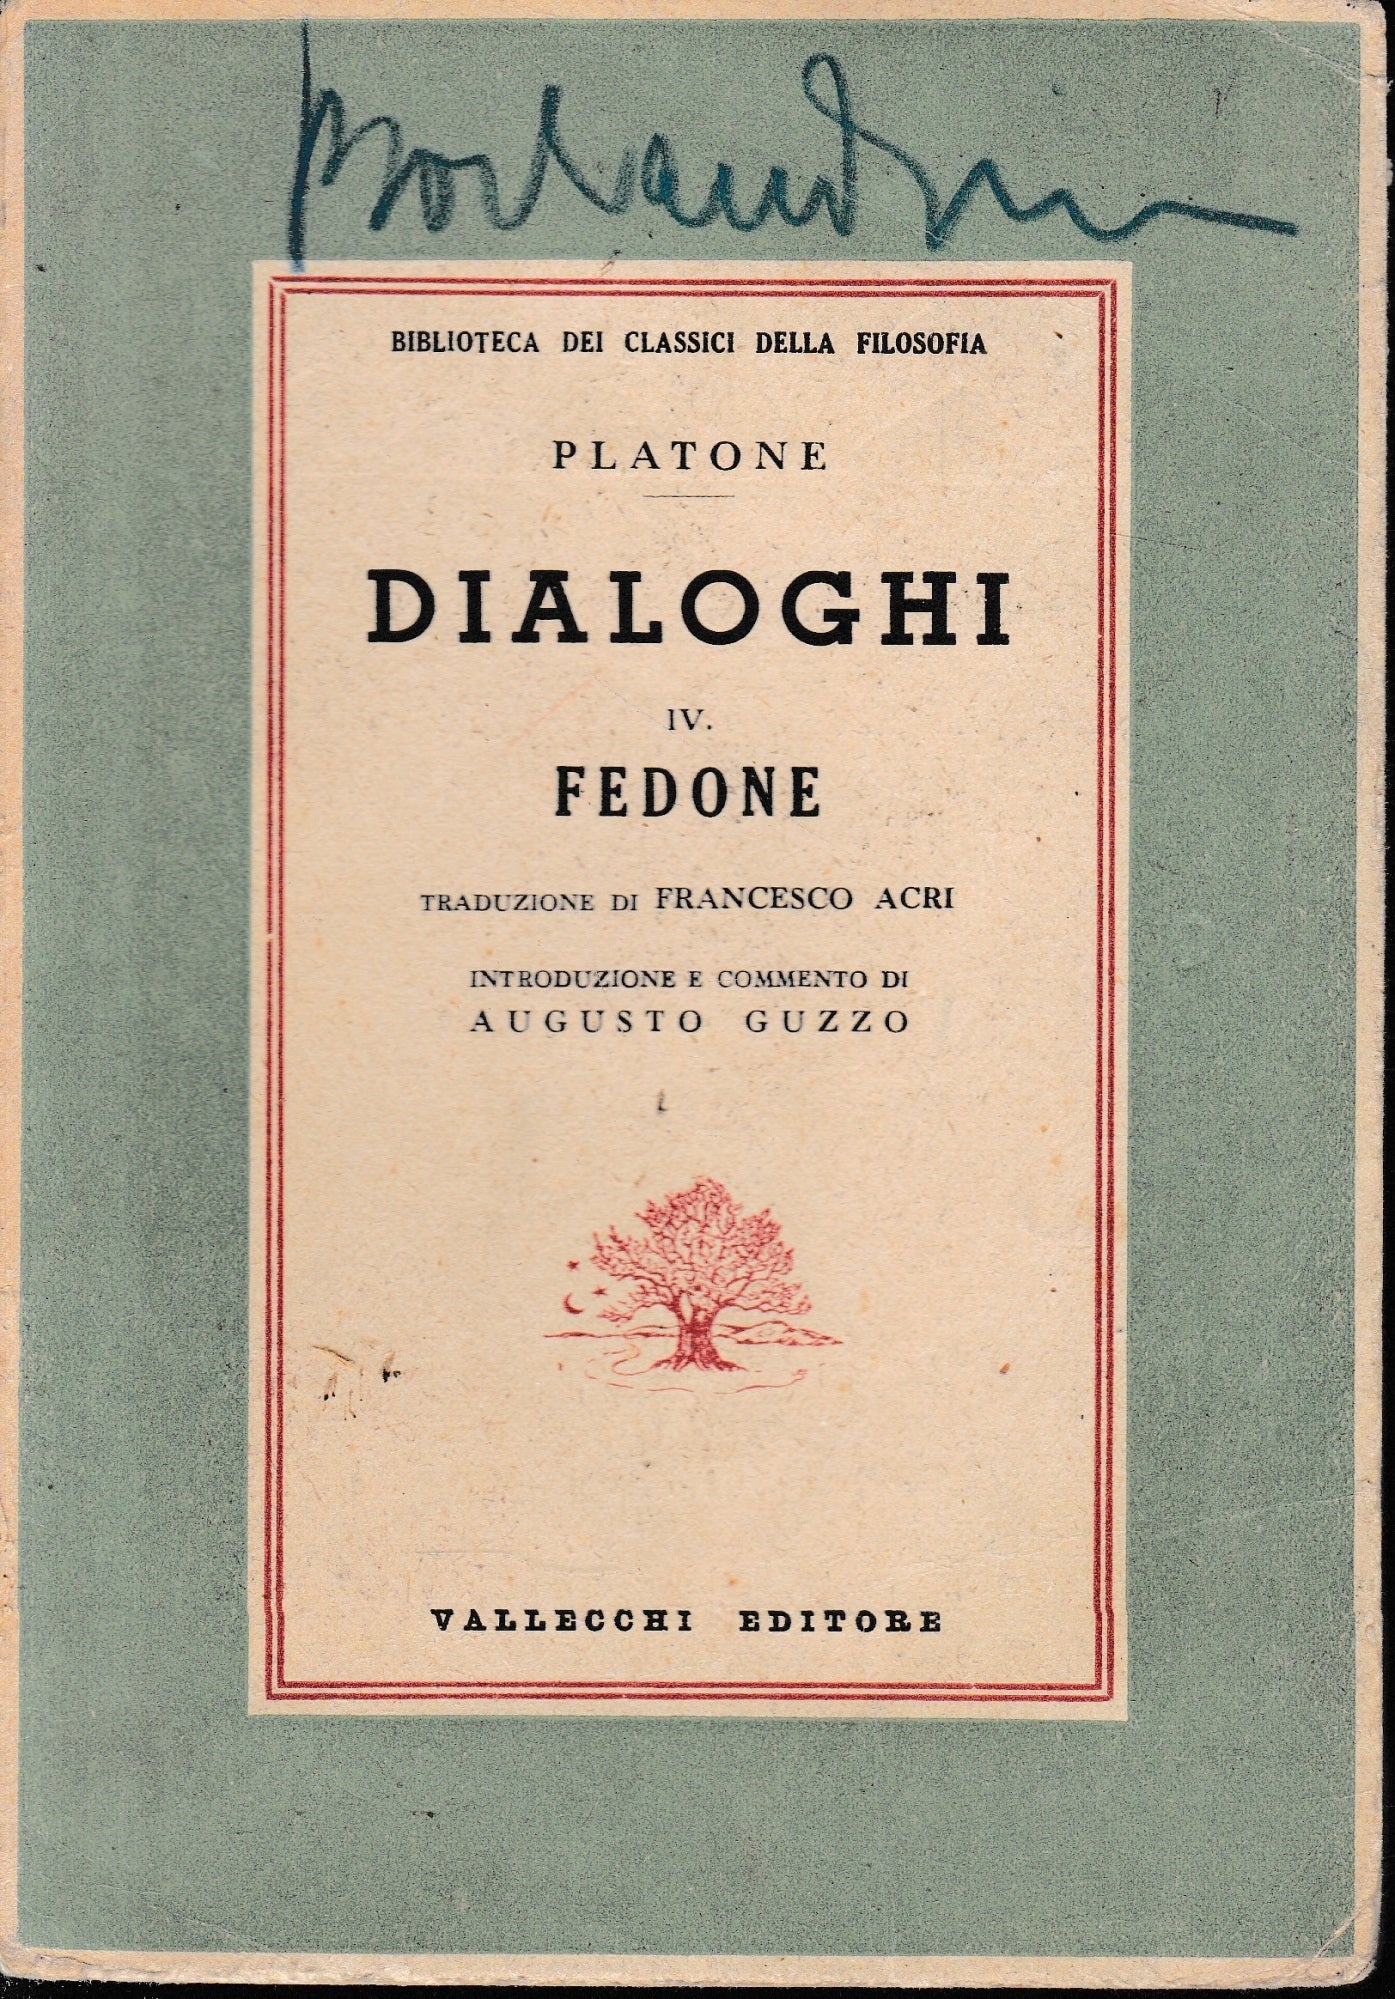 BIBLIOTECA DEI CLASSICI DELLA FILOSOFIA
PLATONE
DIALOGHI
IV.
FEDONE
TRADUZIONE DI FRANCESCO ACRI
INTRODUZIONE E COMMENTO DI
AUGUSTO GUZZO
VALLECCHI EDITORE